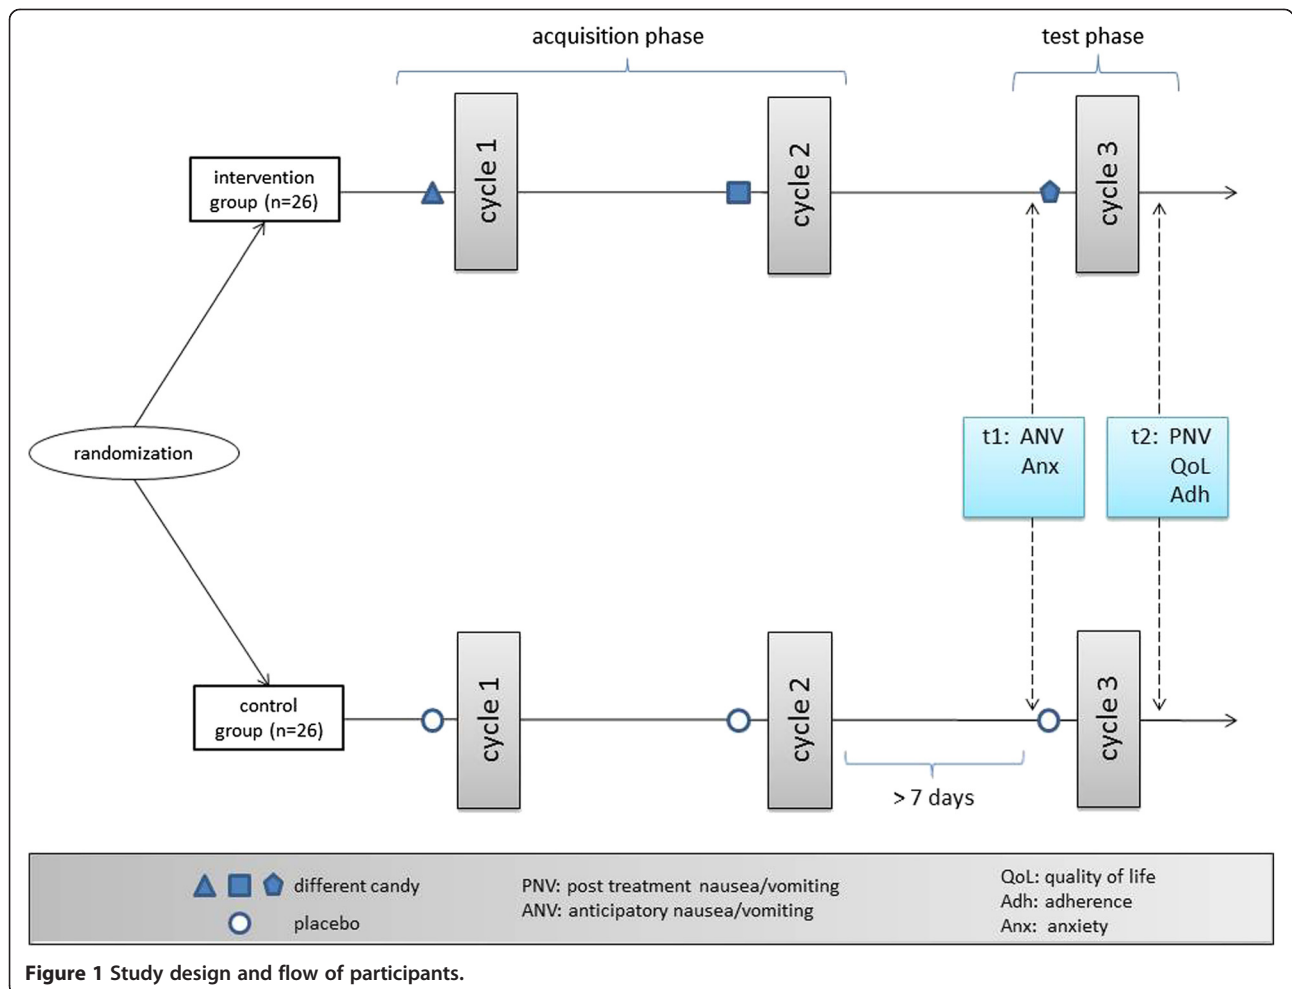 acquisition phase
test phase
intervention
group (n=26)
cycle 1
cycle 2
cycle 3
randomization
t1: ANV
Anx
t2: PNV
QoL
Adh
control
group (n=26)
cycle 1
cycle 2
cycle 3
> 7 days
different candy
placebo
PNV: post treatment nausea/vomiting
ANV: anticipatory nausea/vomiting
QoL: quality of life
Adh: adherence
Anx: anxiety
Figure 1 Study design and flow of participants.